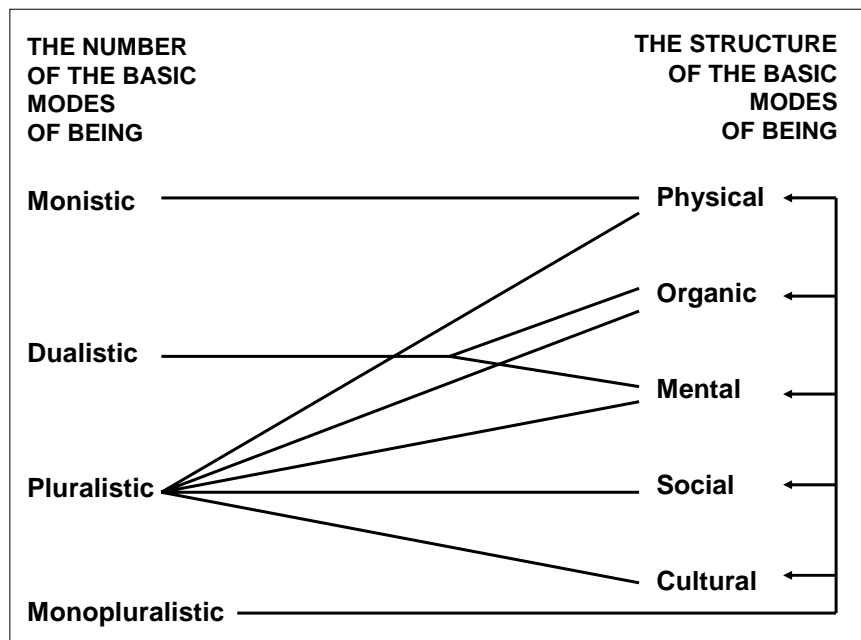 THE NUMBER
OF THE BASIC
MODES
OF BEING
THE STRUCTURE
OF THE BASIC
MODES
OF BEING
Monistic
Physical
Organic
Dualistic
Mental
Pluralistic
Social
Cultural
Monopluralistic